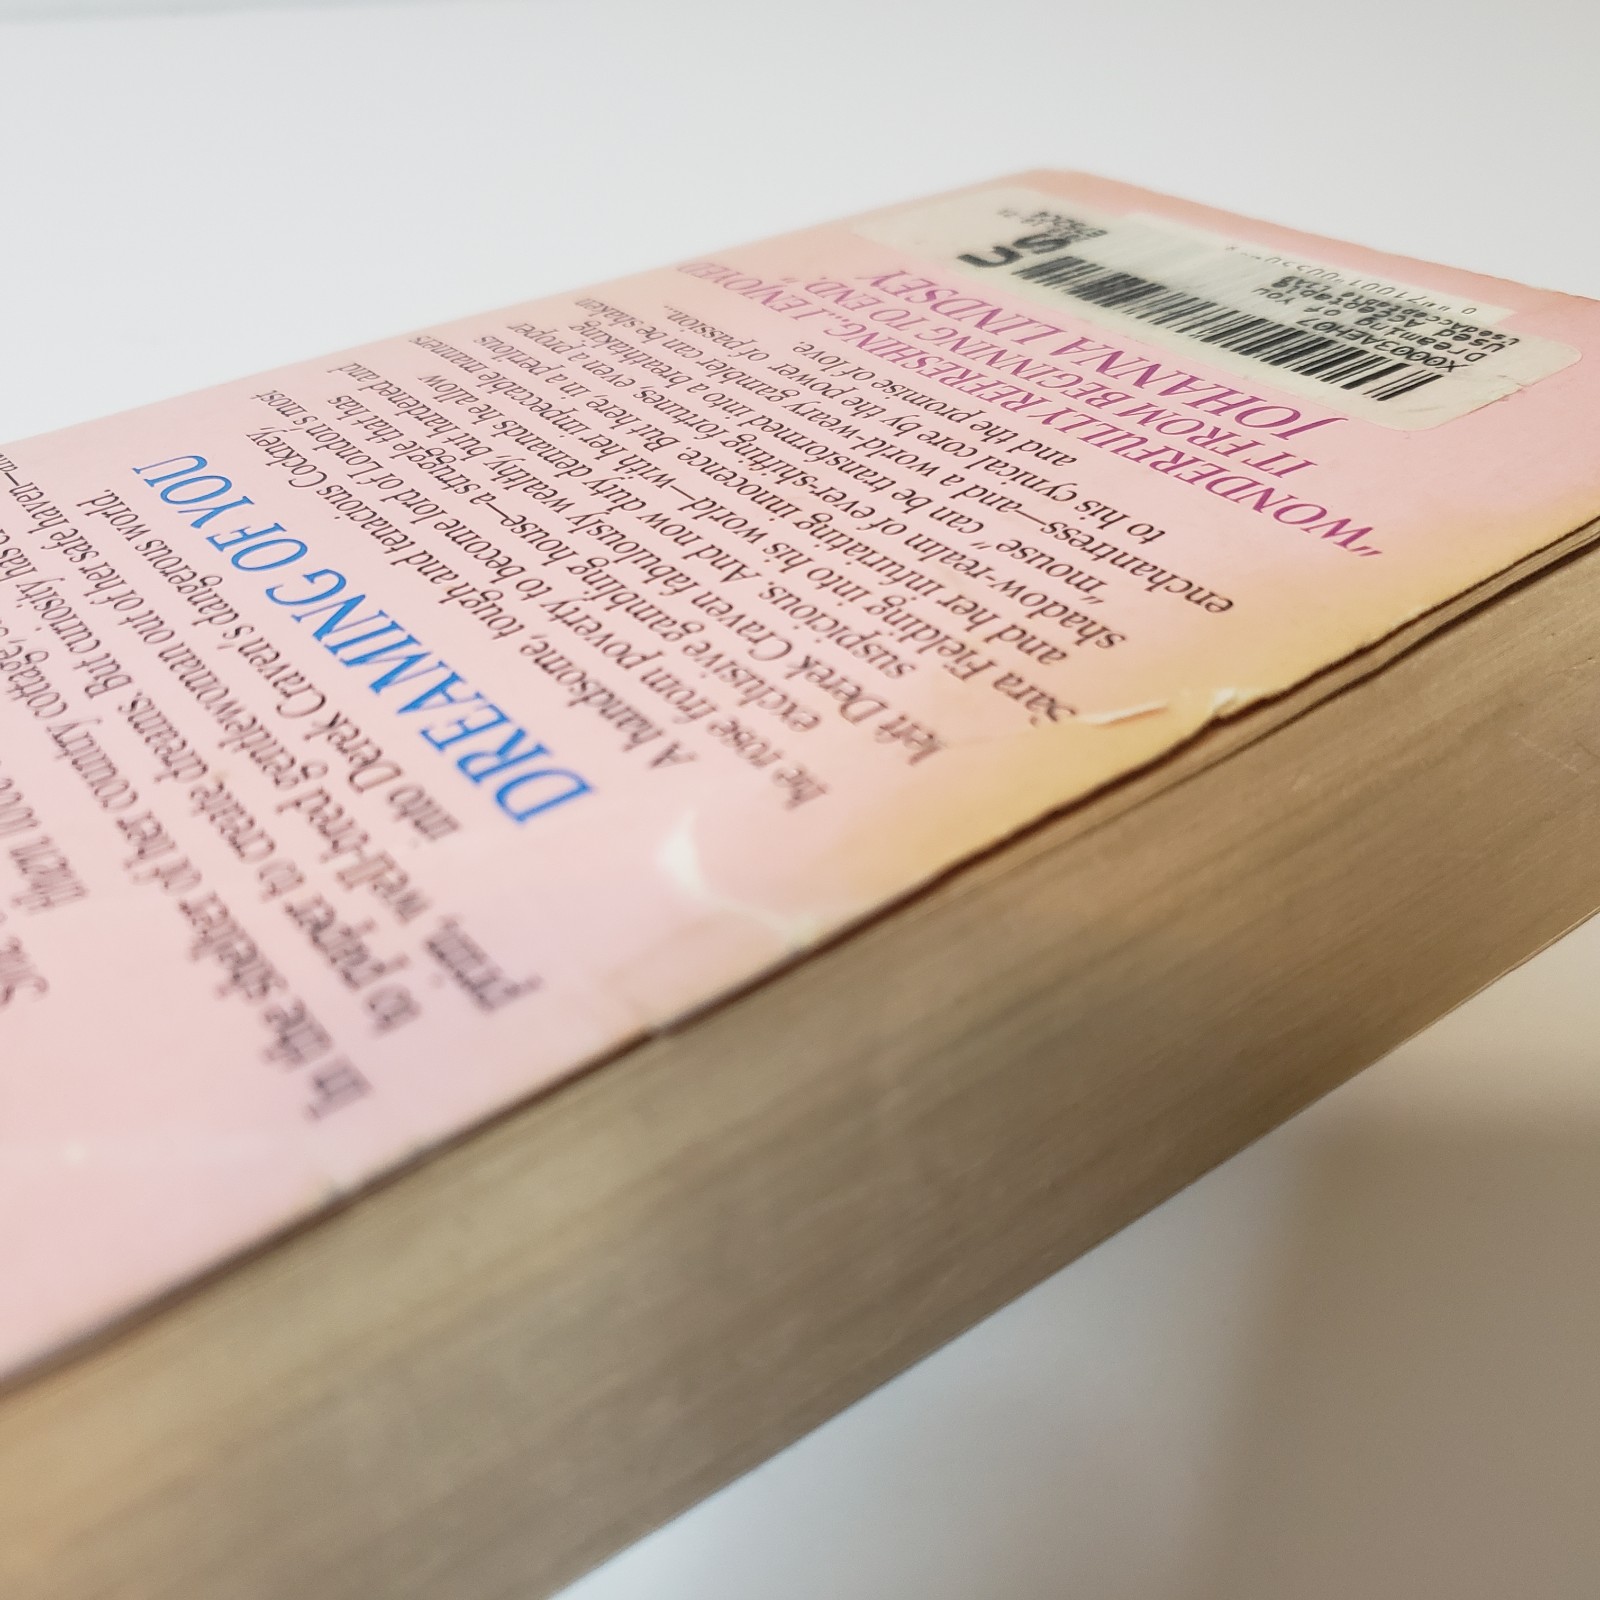 In the shelter of her country cottage,
to paper to create dreams. But curiosity has
prim, well-bred gentlewoman out of her safe haven—
into Derek Craven's dangerous world.
DREAMING OF YOU
A handsome, tough and tenacious Cockney,
he rose from poverty to become lord of London's most
exclusive gambling house—a struggle that has
left Derek Craven fabulously wealthy, but hardened and
suspicious. And now duty demands he allow
Sara Fielding into his world—with her impeccable manners
and her infuriating innocence. But here, in a perilous
shadow-realm of ever-shifting fortunes, even a proper
"mouse" can be transformed into a breathtaking
enchantress—and a world-weary gambler can be shaken
to his cynical core by the power of passion...
and the promise of love.
"WONDERFULLY REFRESHING...I ENJOYED
IT FROM BEGINNING TO END."
JOHANNA LINDSEY
X0003AEH07
Dreaming of You
Used Acceptable